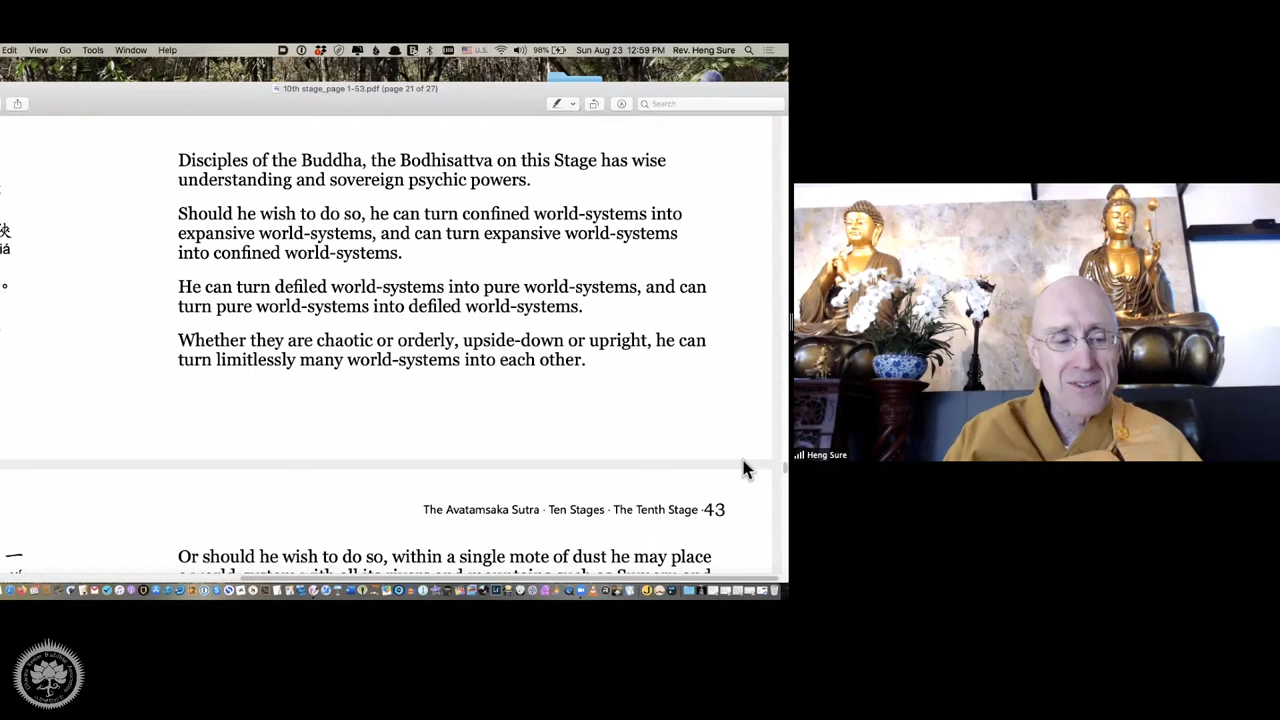 Edit View Go Tools Window Help U.S. 98% Sun Aug 23 12:59 PM Rev. Heng Sure
10th stage_page 1-53.pdf (page 21 of 27)
Search
Disciples of the Buddha, the Bodhisattva on this Stage has wise
understanding and sovereign psychic powers.
Should he wish to do so, he can turn confined world-systems into
expansive world-systems, and can turn expansive world-systems
into confined world-systems.
He can turn defiled world-systems into pure world-systems, and can
turn pure world-systems into defiled world-systems.
Whether they are chaotic or orderly, upside-down or upright, he can
turn limitlessly many world-systems into each other.
iá
。
The Avatamsaka Sutra · Ten Stages · The Tenth Stage ·43
一
Or should he wish to do so, within a single mote of dust he may place
Heng Sure